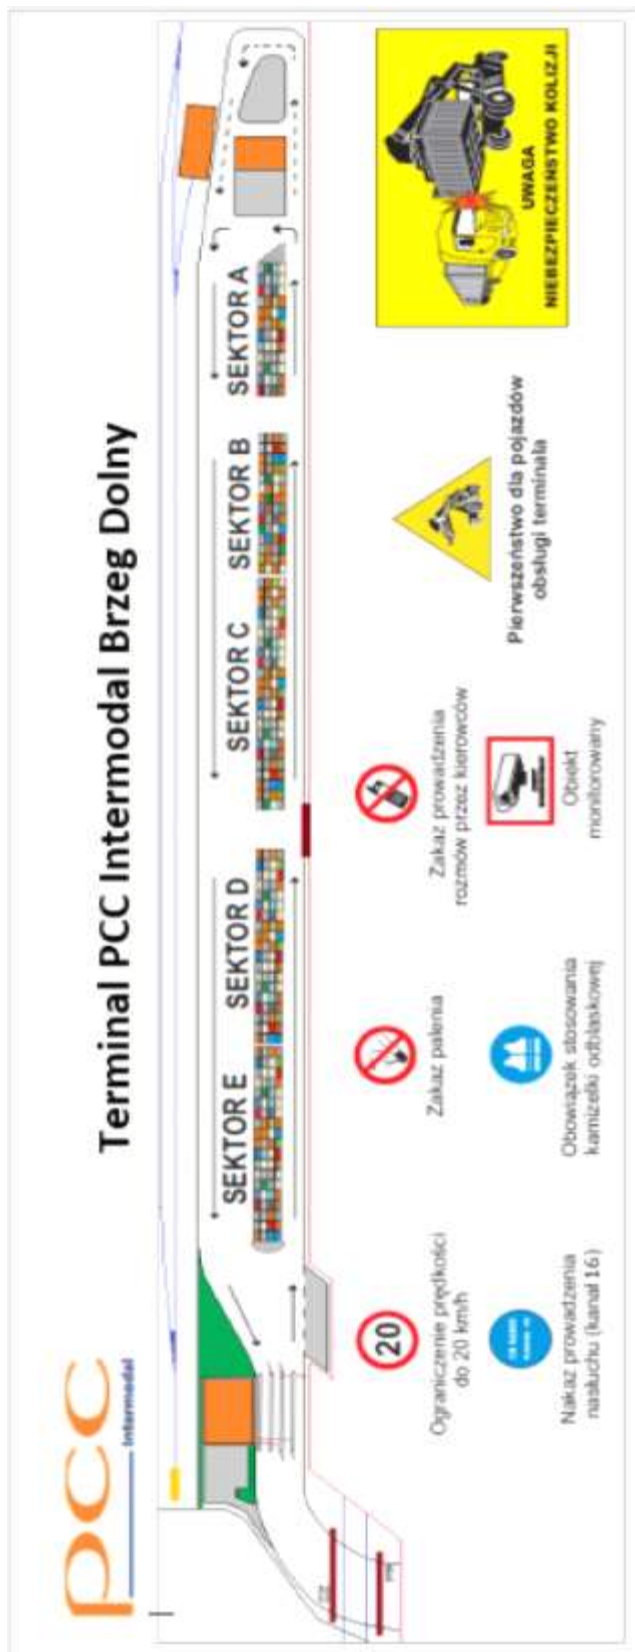 pcc
Intermodal
Terminal PCC Intermodal Brzeg Dolny
SEKTOR E
SEKTOR D
SEKTOR C
SEKTOR B
SEKTOR A
20
Ograniczenie prędkości
do 20 km/h
Zakaz palenia
Zakaz prowadzenia
rozmów przez kierowców
Pierwszeństwo dla pojazdów
obsługi terminala
UWAGA
NIEBEZPIECZEŃSTWO KOLIZJI
Nakaz prowadzenia
nasłuchu (kanał 16)
Obowiązek stosowania
kamizelki odblaskowej
Obiekt
monitorowany